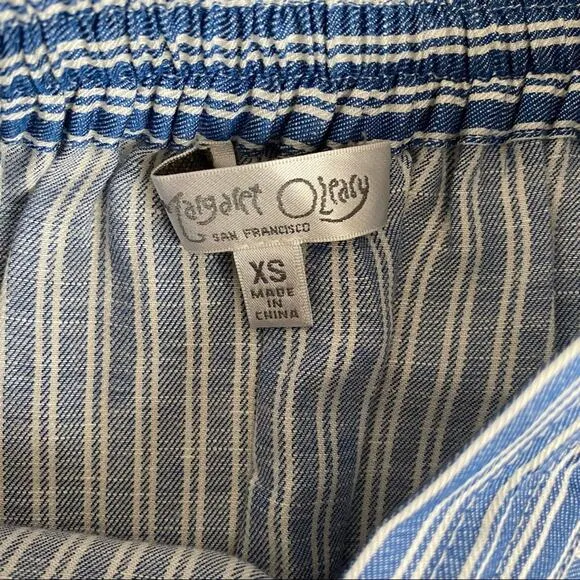 Margaret O'Leary
SAN FRANCISCO
XS
MADE
IN
CHINA